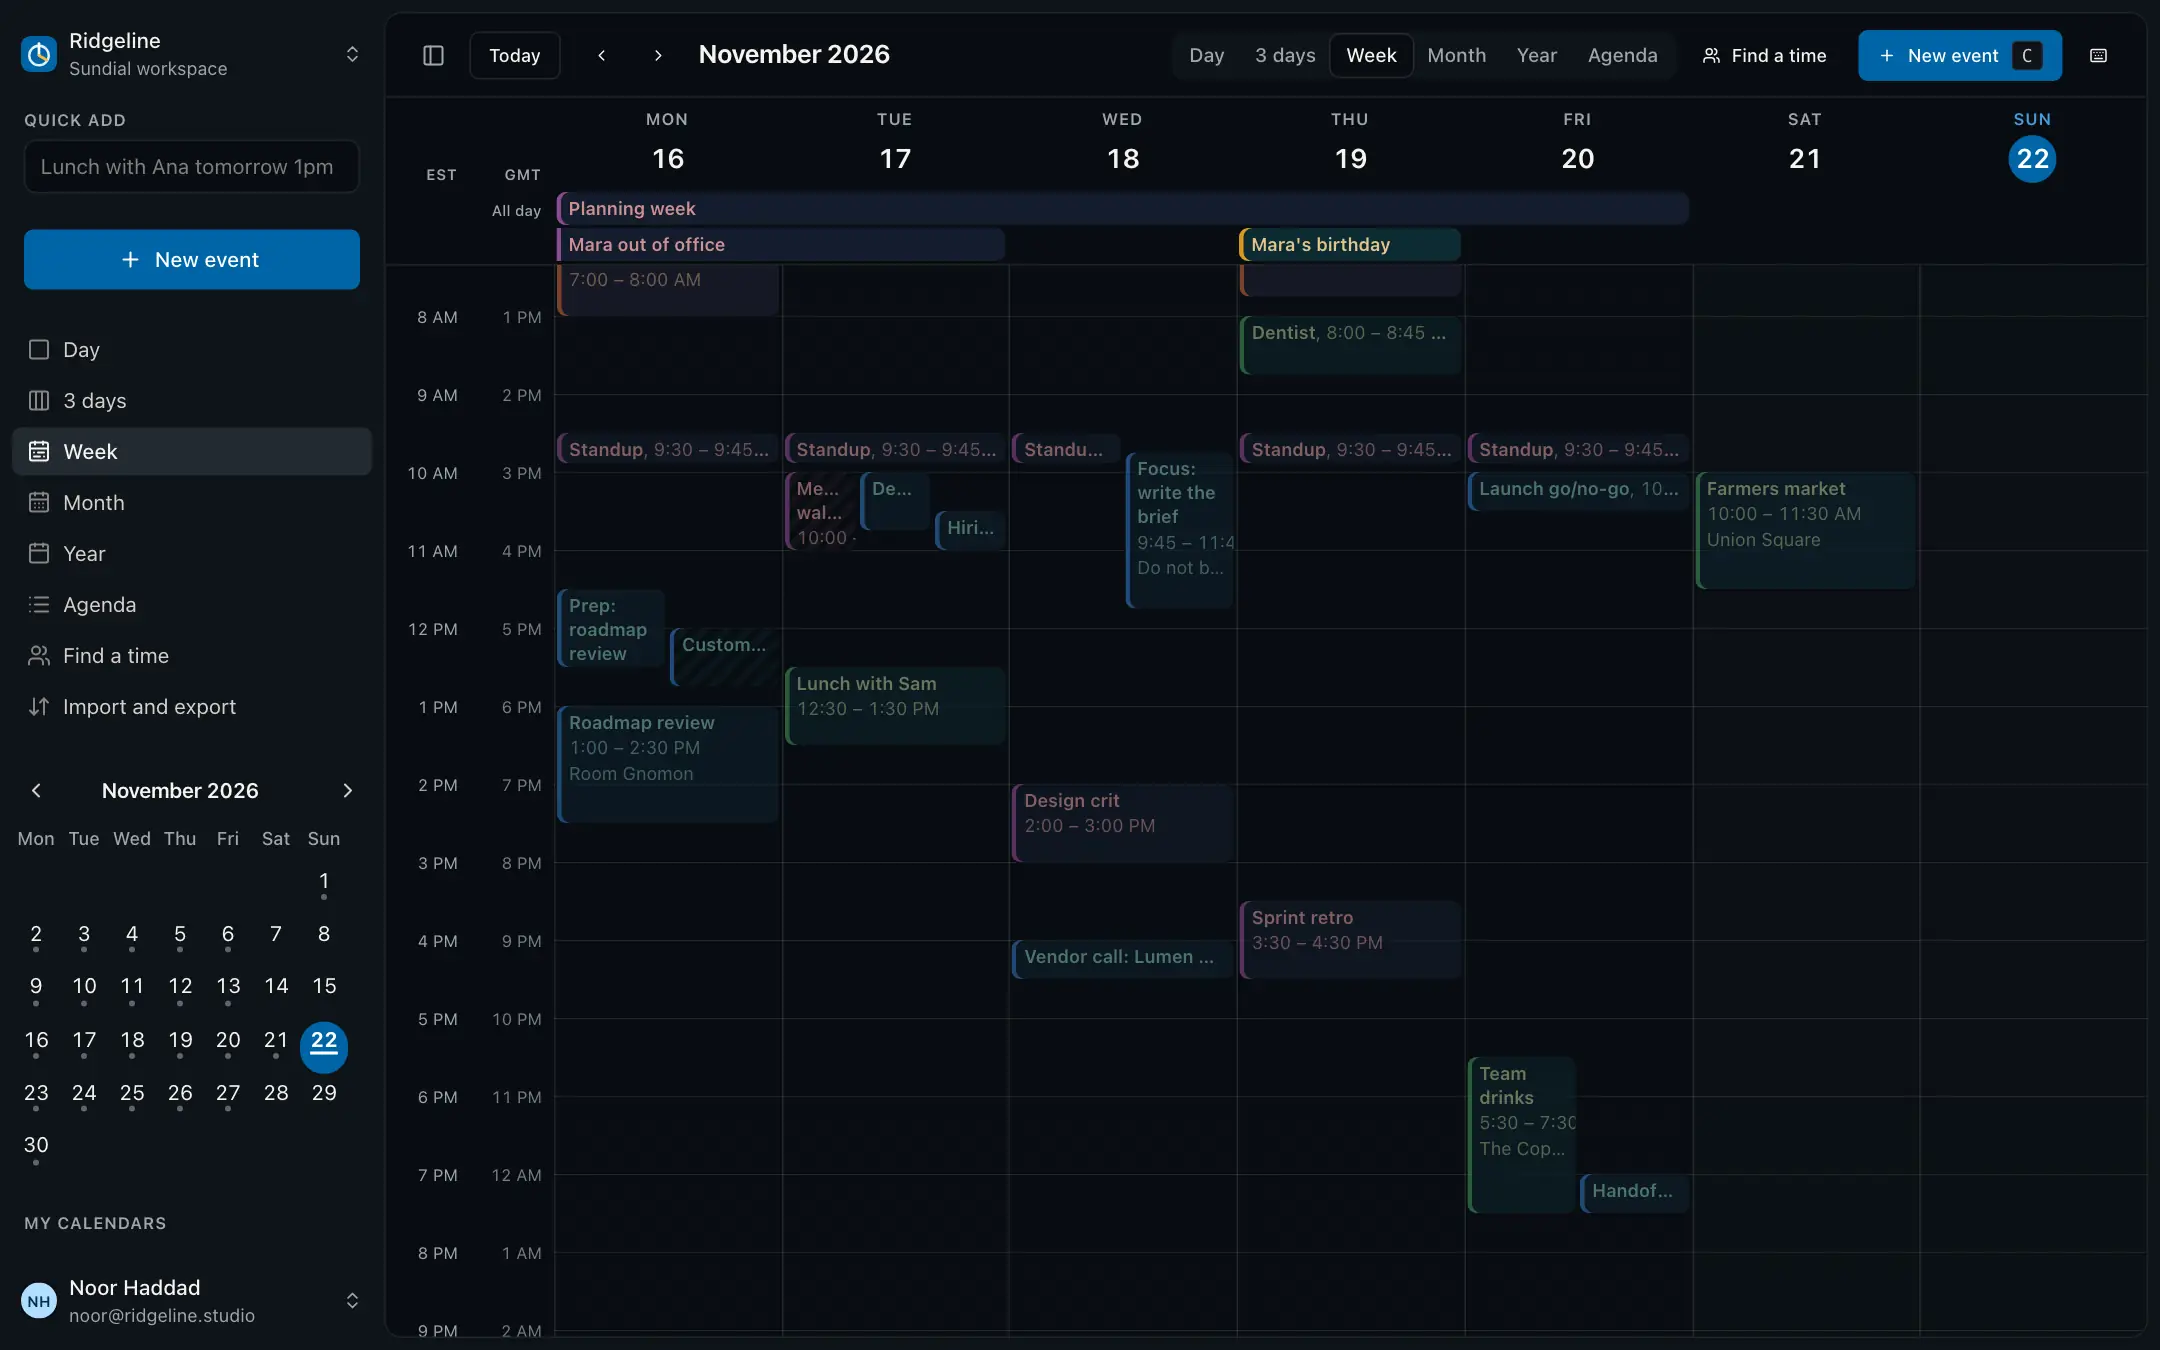 Ridgeline
Sundial workspace
QUICK ADD
Lunch with Ana tomorrow 1pm
New event
Day
3 days
Week
Month
Year
Agenda
Find a time
Import and export
November 2026
Mon Tue Wed Thu Fri Sat Sun
1
2 3 4 5 6 7 8
9 10 11 12 13 14 15
16 17 18 19 20 21 22
23 24 25 26 27 28 29
30
MY CALENDARS
NH
Noor Haddad
noor@ridgeline.studio
Today
November 2026
Day 3 days Week Month Year Agenda
Find a time
New event C
EST GMT
MON 16
TUE 17
WED 18
THU 19
FRI 20
SAT 21
SUN 22
All day
Planning week
Mara out of office
Mara's birthday
8 AM 1 PM
9 AM 2 PM
10 AM 3 PM
11 AM 4 PM
12 PM 5 PM
1 PM 6 PM
2 PM 7 PM
3 PM 8 PM
4 PM 9 PM
5 PM 10 PM
6 PM 11 PM
7 PM 12 AM
8 PM 1 AM
9 PM 2 AM
7:00 – 8:00 AM
Standup, 9:30 – 9:45...
Prep:
roadmap
review
Custom...
Roadmap review
1:00 – 2:30 PM
Room Gnomon
Standup, 9:30 – 9:45...
Me...
wal...
10:00 -
De...
Hiri...
Lunch with Sam
12:30 – 1:30 PM
Standu...
Focus:
write the
brief
9:45 – 11:4
Do not b...
Design crit
2:00 – 3:00 PM
Vendor call: Lumen ...
Dentist, 8:00 – 8:45 ...
Standup, 9:30 – 9:45...
Sprint retro
3:30 – 4:30 PM
Standup, 9:30 – 9:45...
Launch go/no-go, 10...
Team
drinks
5:30 – 7:30
The Cop...
Handof...
Farmers market
10:00 – 11:30 AM
Union Square